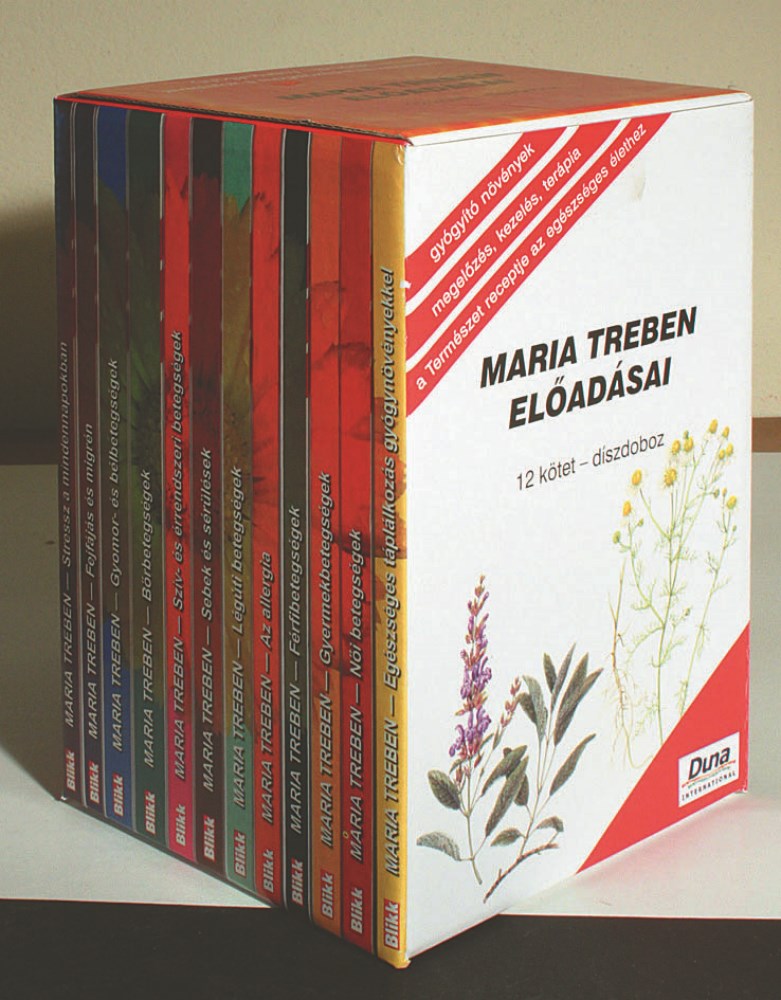 MARIA TREBEN
ELŐADÁSAI
Blikk MARIA TREBEN — Stressz a mindennapokban
Blikk MARIA TREBEN — Fejfájás és migrén
Blikk MARIA TREBEN — Gyomor- és bélbetegségek
Blikk MARIA TREBEN — Bőrbetegségek
Blikk MARIA TREBEN — Szív- és érrendszeri betegségek
Blikk MARIA TREBEN — Sebek és sérülések
Blikk MARIA TREBEN — Légúti betegségek
Blikk MARIA TREBEN — Az allergia
Blikk MARIA TREBEN — Férfibetegségek
Blikk MARIA TREBEN — Gyermekbetegségek
Blikk MARIA TREBEN — Női betegségek
Blikk MARIA TREBEN — Egészséges táplálkozás gyógynövényekkel
gyógyító növények
megelőzés, kezelés, terápia
a Természet receptje az egészséges élethez
MARIA TREBEN
ELŐADÁSAI
12 kötet – díszdoboz
Duna
INTERNATIONAL